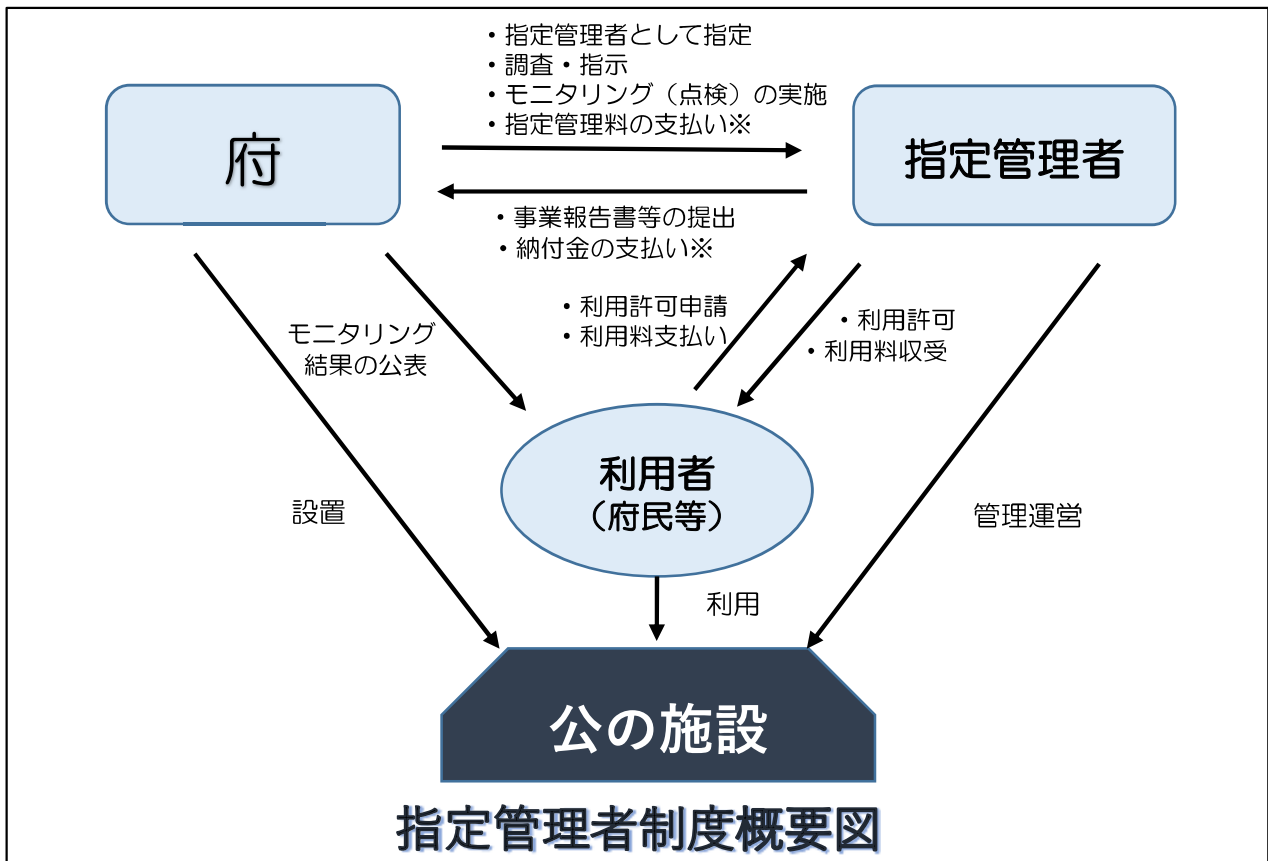 ・指定管理者として指定
・調査・指示
・モニタリング（点検）の実施
・指定管理料の支払い※
府
指定管理者
・事業報告書等の提出
・納付金の支払い※
・利用許可申請
・利用料支払い
・利用許可
・利用料収受
モニタリング
結果の公表
利用者
（府民等）
設置
管理運営
利用
公の施設
指定管理者制度概要図